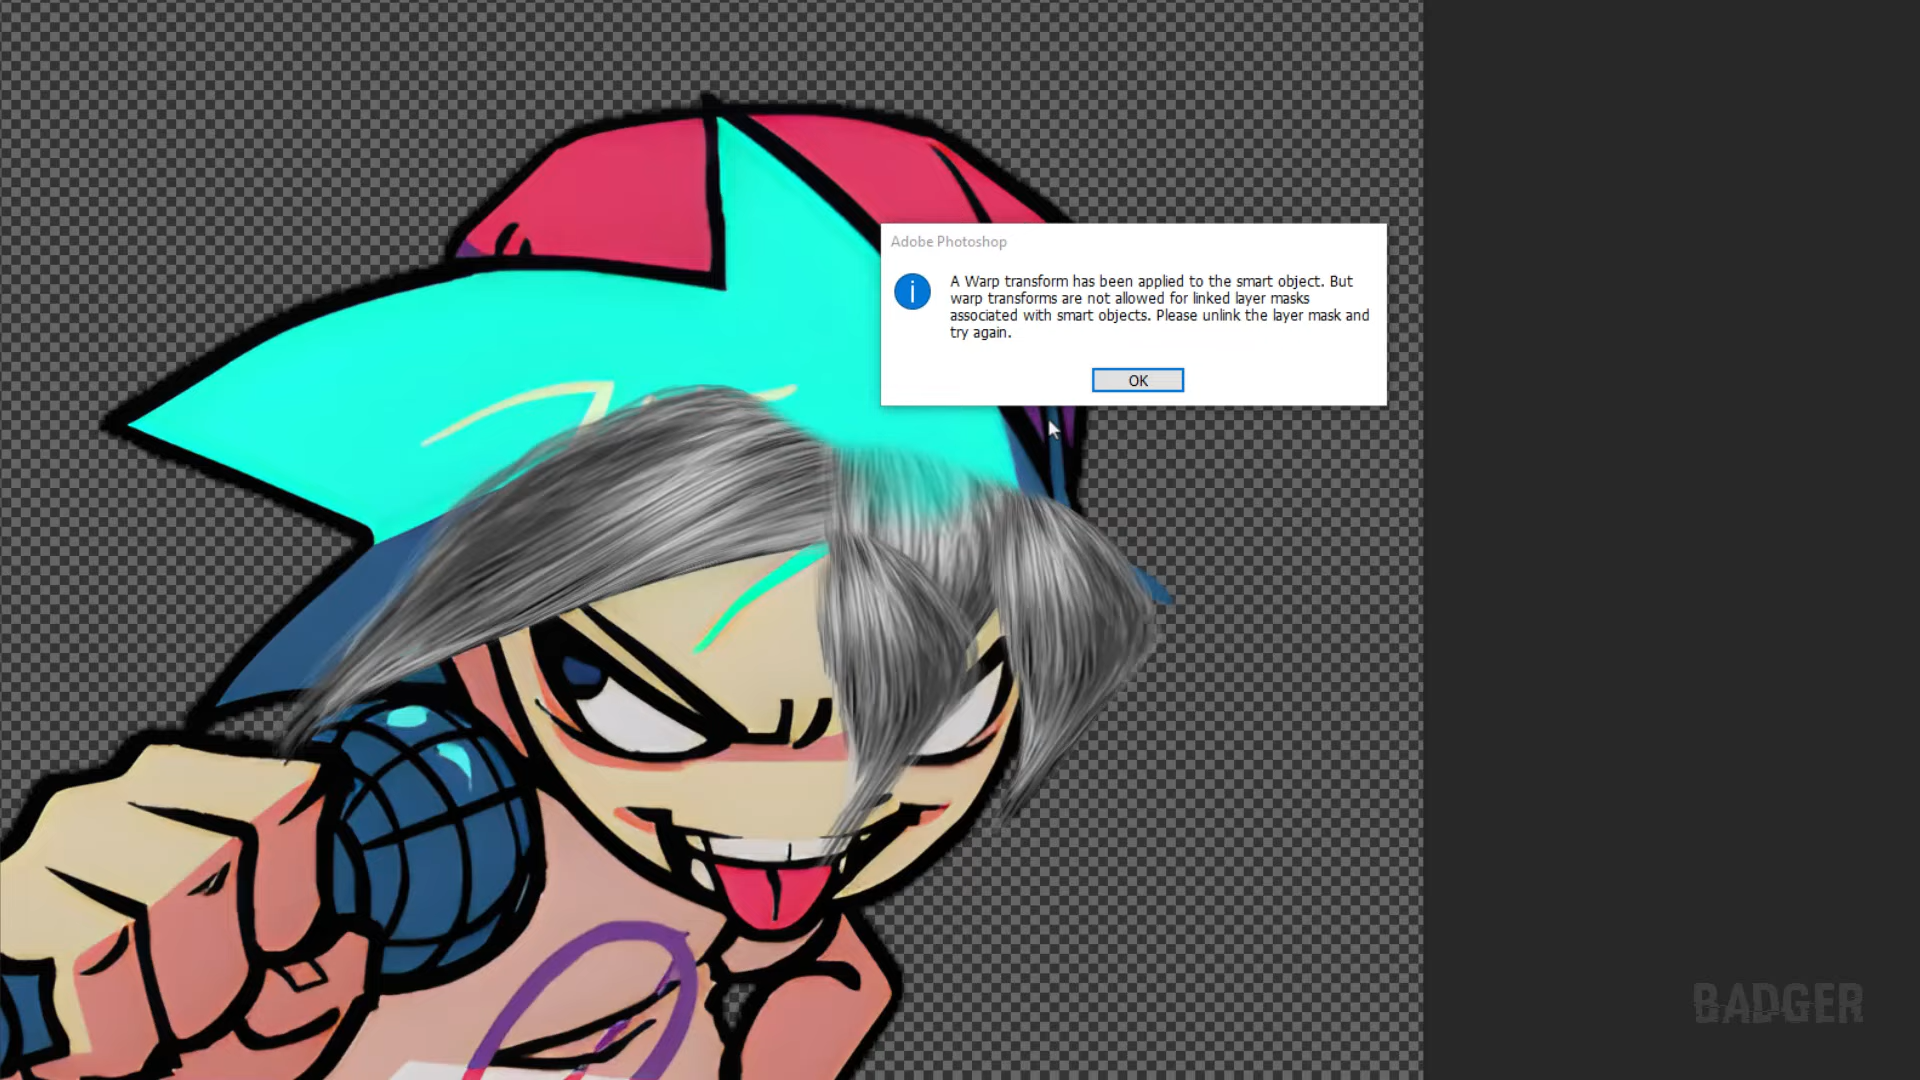 Adobe Photoshop
A Warp transform has been applied to the smart object. But
warp transforms are not allowed for linked layer masks
associated with smart objects. Please unlink the layer mask and
try again.
OK
BADGER